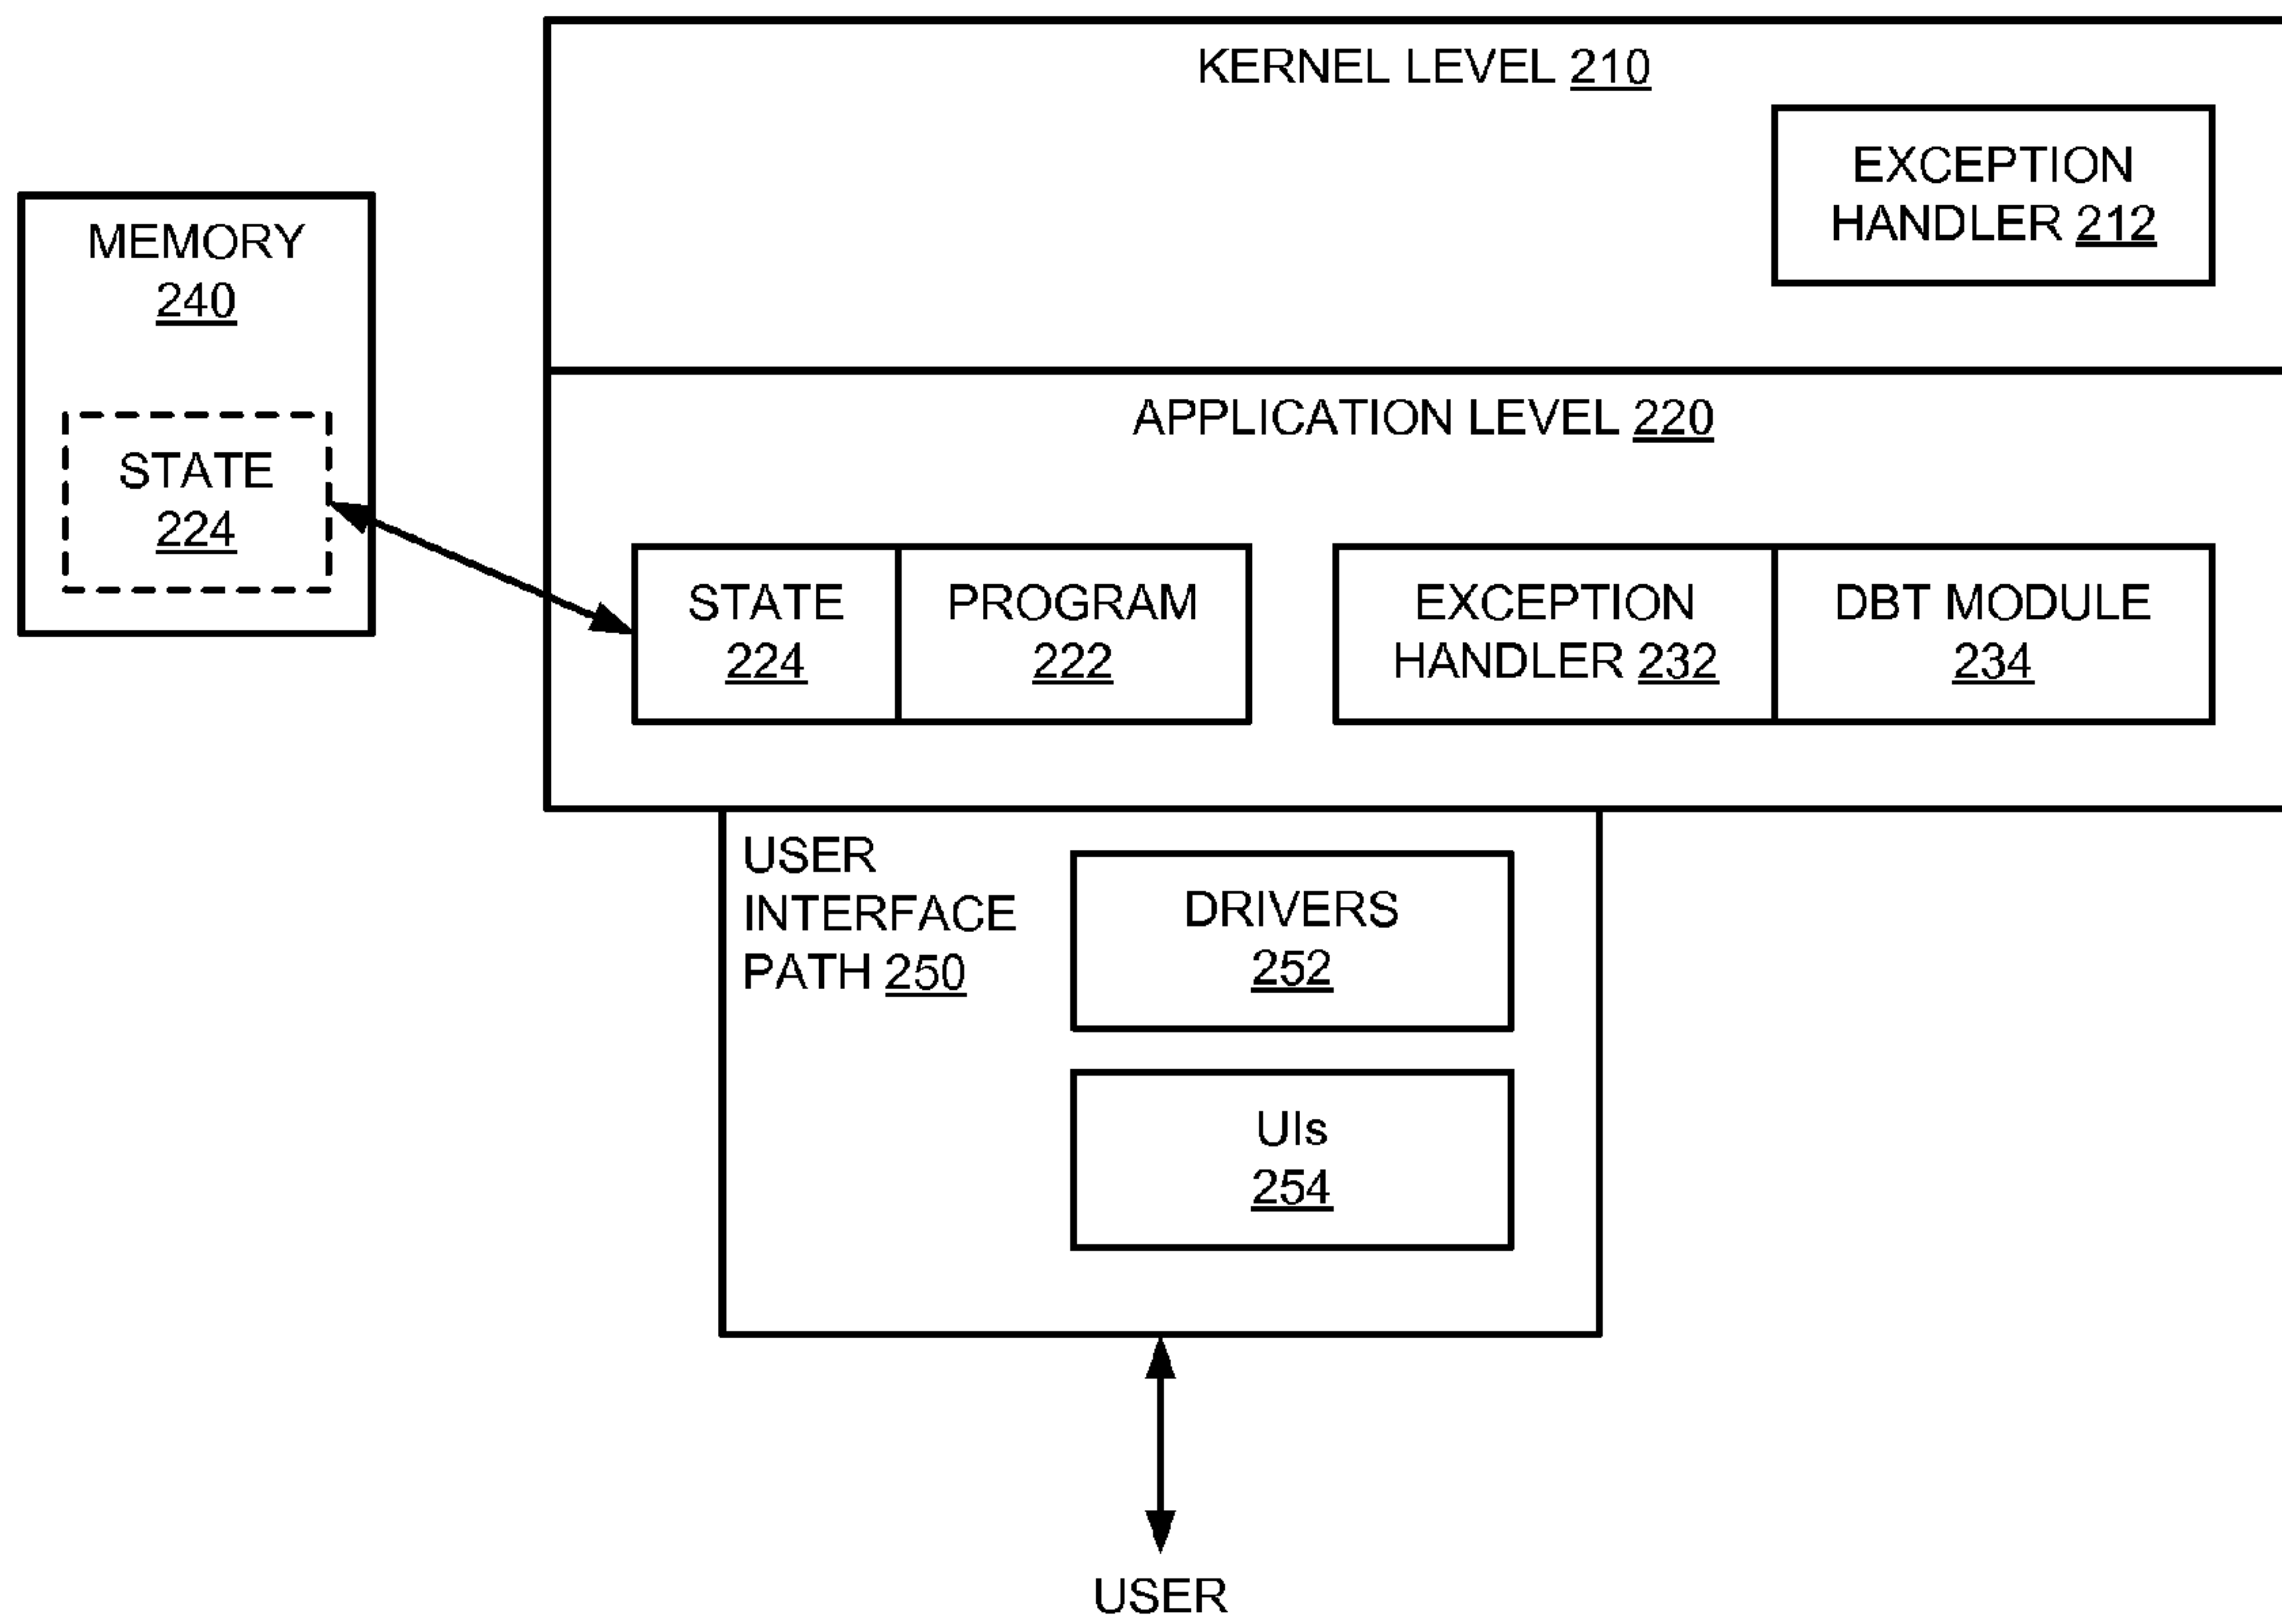 KERNEL LEVEL 210
EXCEPTION
HANDLER 212
MEMORY
240
STATE
224
APPLICATION LEVEL 220
STATE
224
PROGRAM
222
EXCEPTION
HANDLER 232
DBT MODULE
234
USER
INTERFACE
PATH 250
DRIVERS
252
UIs
254
USER